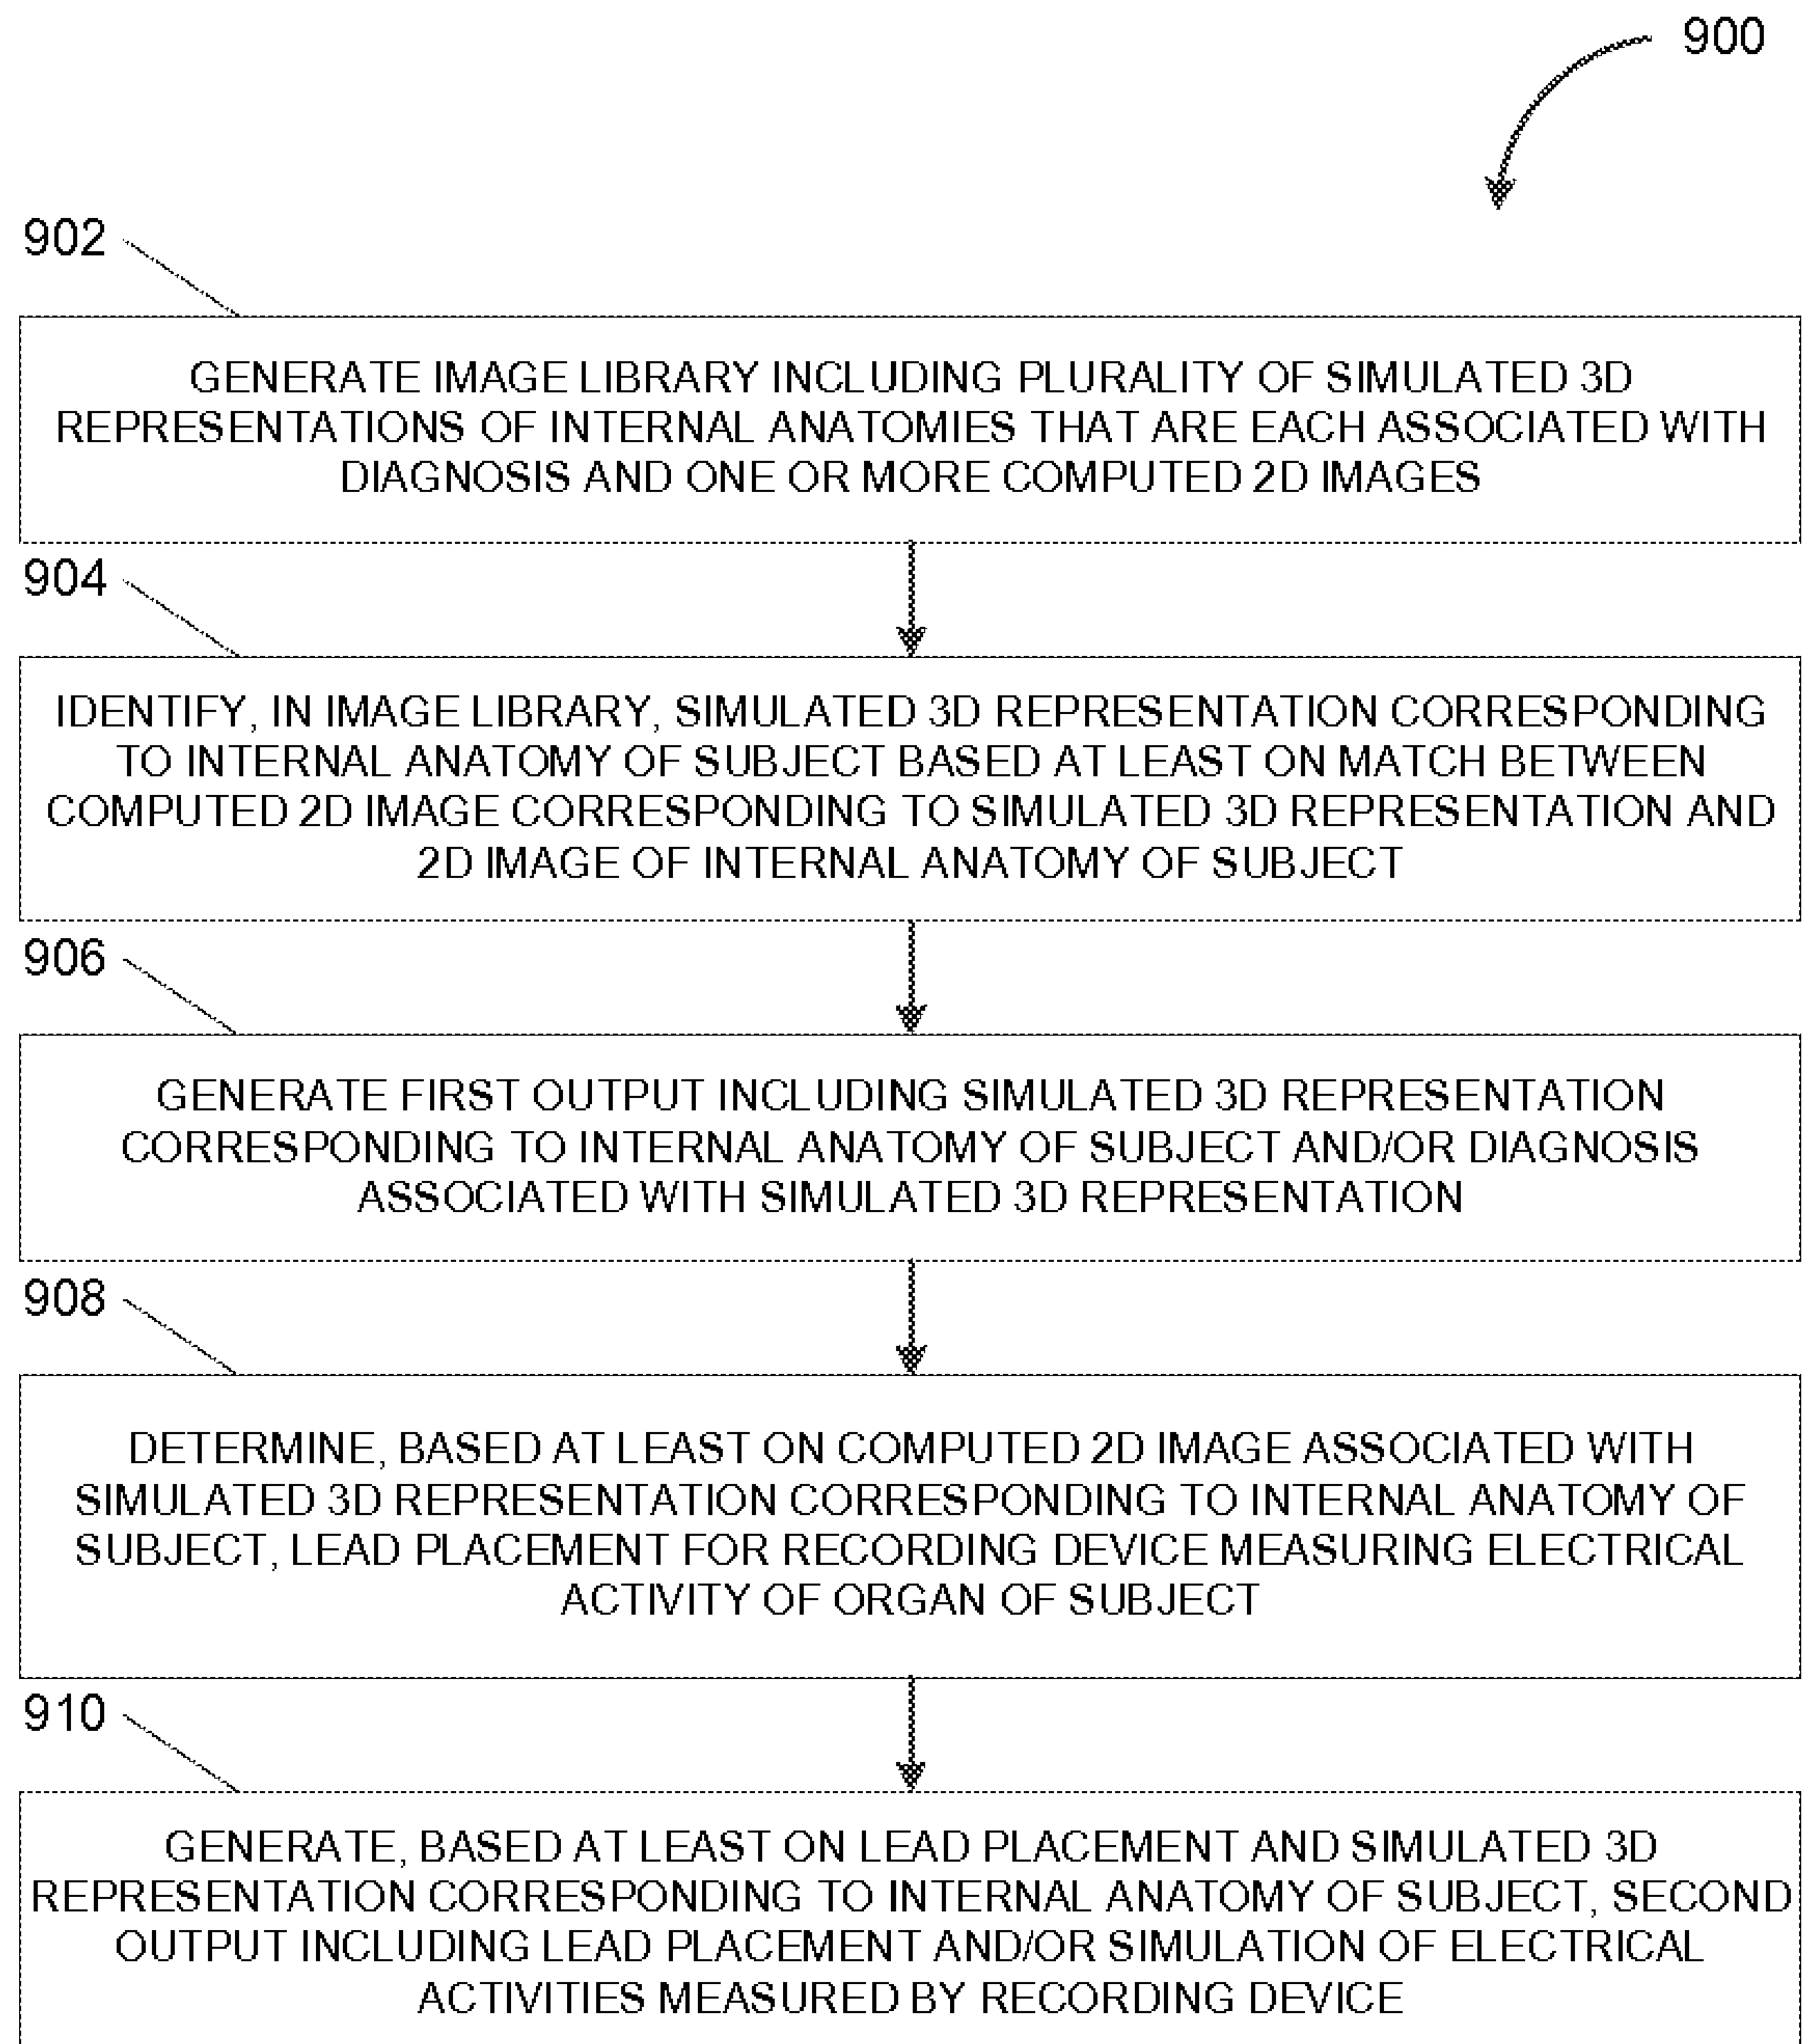 900
902
GENERATE IMAGE LIBRARY INCLUDING PLURALITY OF SIMULATED 3D
REPRESENTATIONS OF INTERNAL ANATOMIES THAT ARE EACH ASSOCIATED WITH
DIAGNOSIS AND ONE OR MORE COMPUTED 2D IMAGES
904
IDENTIFY, IN IMAGE LIBRARY, SIMULATED 3D REPRESENTATION CORRESPONDING
TO INTERNAL ANATOMY OF SUBJECT BASED AT LEAST ON MATCH BETWEEN
COMPUTED 2D IMAGE CORRESPONDING TO SIMULATED 3D REPRESENTATION AND
2D IMAGE OF INTERNAL ANATOMY OF SUBJECT
906
GENERATE FIRST OUTPUT INCLUDING SIMULATED 3D REPRESENTATION
CORRESPONDING TO INTERNAL ANATOMY OF SUBJECT AND/OR DIAGNOSIS
ASSOCIATED WITH SIMULATED 3D REPRESENTATION
908
DETERMINE, BASED AT LEAST ON COMPUTED 2D IMAGE ASSOCIATED WITH
SIMULATED 3D REPRESENTATION CORRESPONDING TO INTERNAL ANATOMY OF
SUBJECT, LEAD PLACEMENT FOR RECORDING DEVICE MEASURING ELECTRICAL
ACTIVITY OF ORGAN OF SUBJECT
910
GENERATE, BASED AT LEAST ON LEAD PLACEMENT AND SIMULATED 3D
REPRESENTATION CORRESPONDING TO INTERNAL ANATOMY OF SUBJECT, SECOND
OUTPUT INCLUDING LEAD PLACEMENT AND/OR SIMULATION OF ELECTRICAL
ACTIVITIES MEASURED BY RECORDING DEVICE